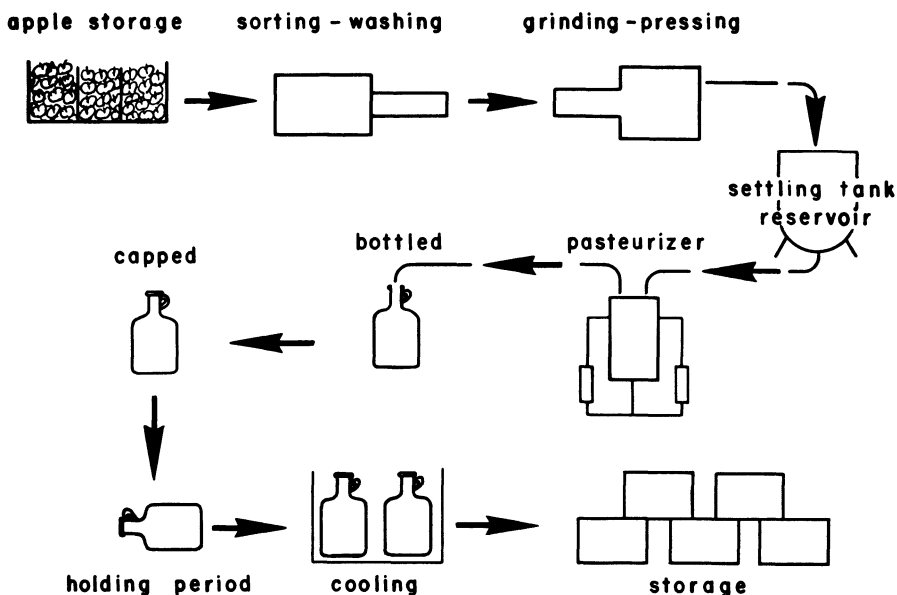 apple storage
sorting-washing
grinding-pressing
settling tank
reservoir
pasteurizer
bottled
capped
holding period
cooling
storage